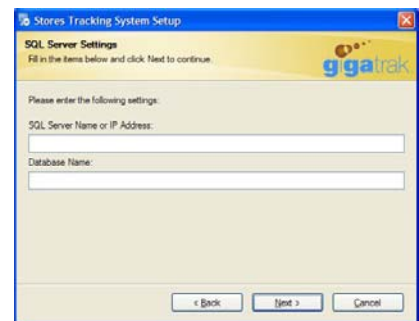 Stores Tracking System Setup
SQL Server Settings
Fill in the items below and click Next to continue.
gigatrak
Please enter the following settings:
SQL Server Name or IP Address:
Database Name:
< Back
Next >
Cancel